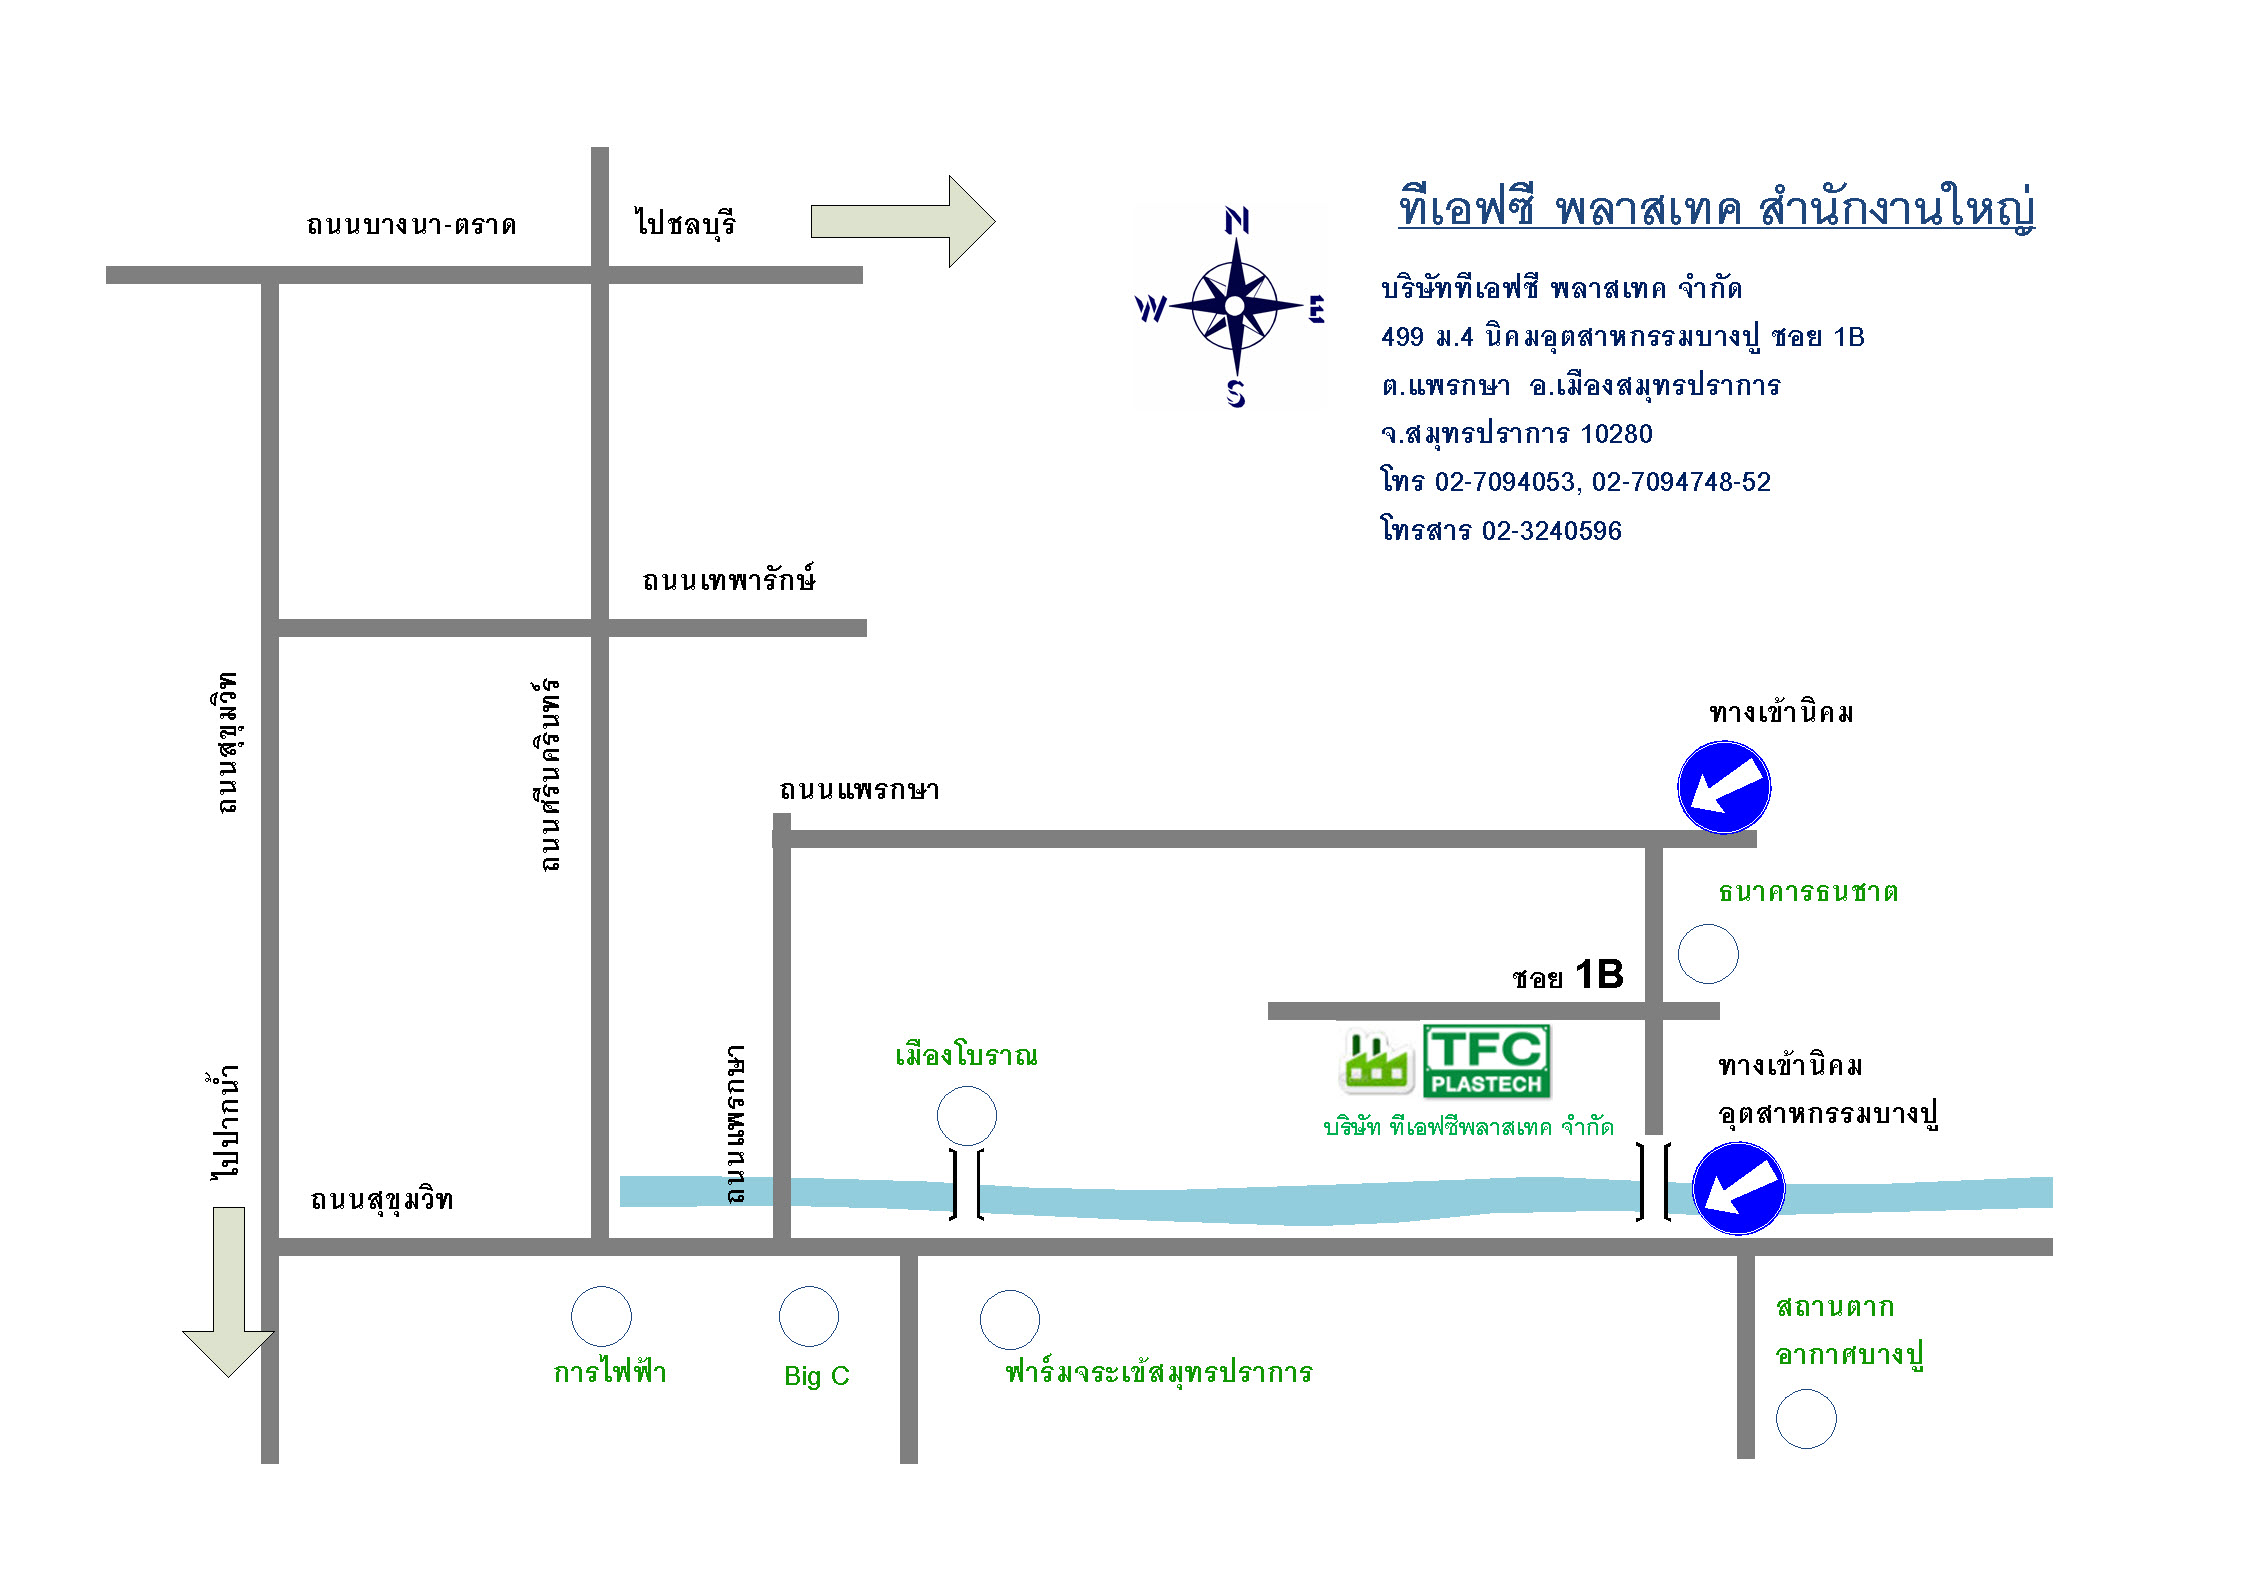 ทีเอฟซี พลาสเทค สำนักงานใหญ่
ถนนบางนา-ตราด
ไปชลบุรี
N
W
E
S
บริษัททีเอฟซี พลาสเทค จำกัด
499 ม.4 นิคมอุตสาหกรรมบางปู ซอย 1B
ต.แพรกษา อ.เมืองสมุทรปราการ
จ.สมุทรปราการ 10280
โทร 02-7094053, 02-7094748-52
โทรสาร 02-3240596
ถนนเทพารักษ์
ถนนสุขุมวิท
ถนนศรีนครินทร์
ทางเข้านิคม
ถนนแพรกษา
ธนาคารธนชาต
ซอย 1B
เมืองโบราณ
TFC
PLASTECH
บริษัท ทีเอฟซีพลาสเทค จำกัด
ทางเข้านิคม
อุตสาหกรรมบางปู
ไปปากน้ำ
ถนนแพรกษา
ถนนสุขุมวิท
การไฟฟ้า
Big C
ฟาร์มจระเข้สมุทรปราการ
สถานตาก
อากาศบางปู